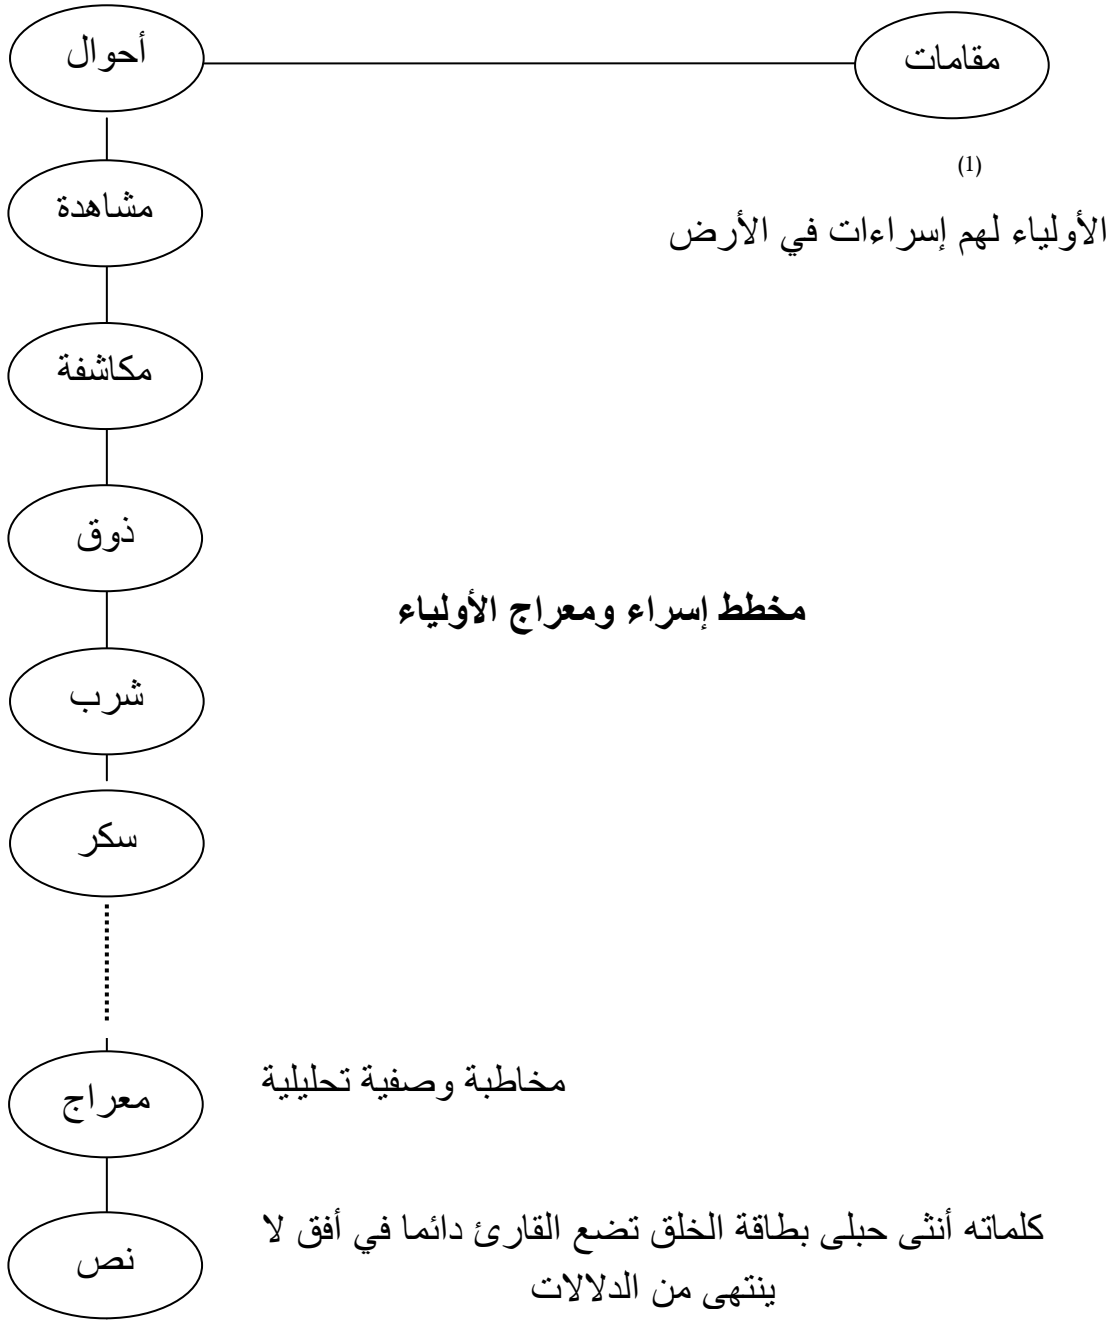 مقامات
أحوال
(1)
مشاهدة
الأولياء لهم إسراءات في الأرض
مكاشفة
ذوق
مخطط إسراء ومعراج الأولياء
شرب
سكر
معراج
مخاطبة وصفية تحليلية
نص
كلماته أنثى حبلى بطاقة الخلق تضع القارئ دائما في أفق لا
ينتهى من الدلالات